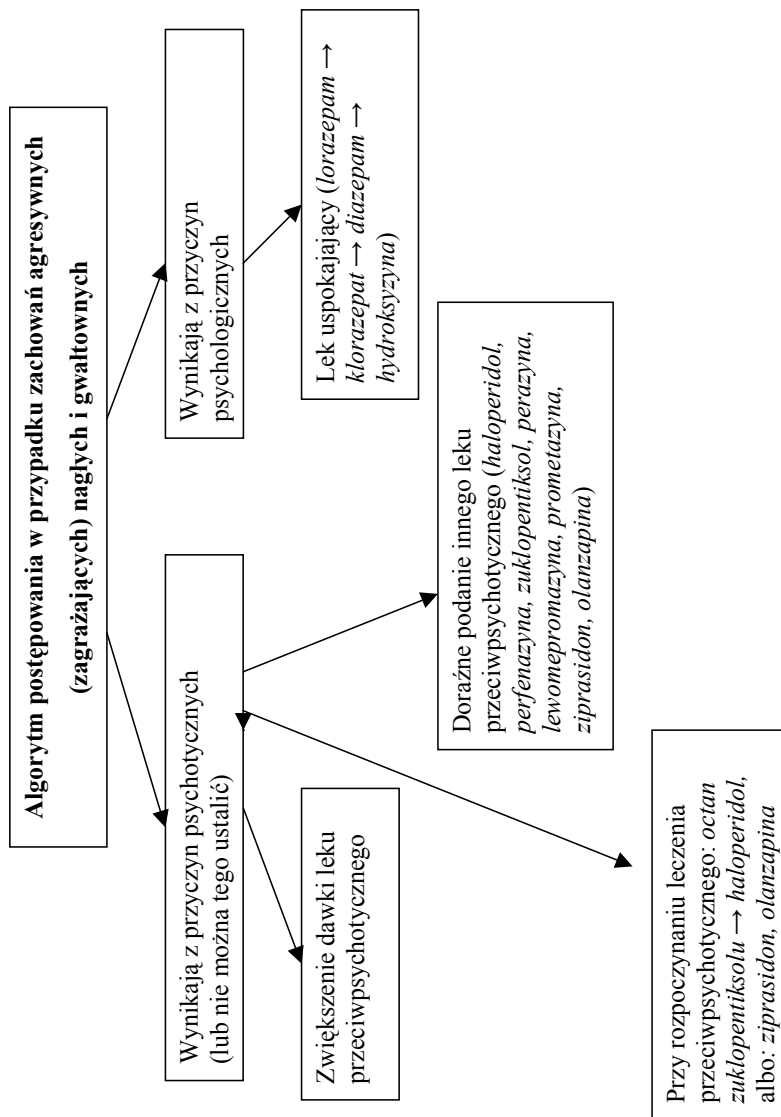 Algorytm postępowania w przypadku zachowań agresywnych
(zagrażających) nagłych i gwałtownych
Wynikają z przyczyn psychotycznych
(lub nie można tego ustalić)
Wynikają z przyczyn
psychologicznych
Zwiększenie dawki leku
przeciwpsychotycznego
Doraźne podanie innego leku
przeciwpsychotycznego (haloperidol,
perfenazyna, zuklopentiksol, perazyna,
lewomepromazyna, prometazyna,
ziprasidon, olanzapina)
Lek uspokajający (lorazepam →
klorazepat → diazepam →
hydroksyzyna)
Przy rozpoczynaniu leczenia
przeciwpsychotycznego: octan
zuklopentiksolu → haloperidol,
albo: ziprasidon, olanzapina